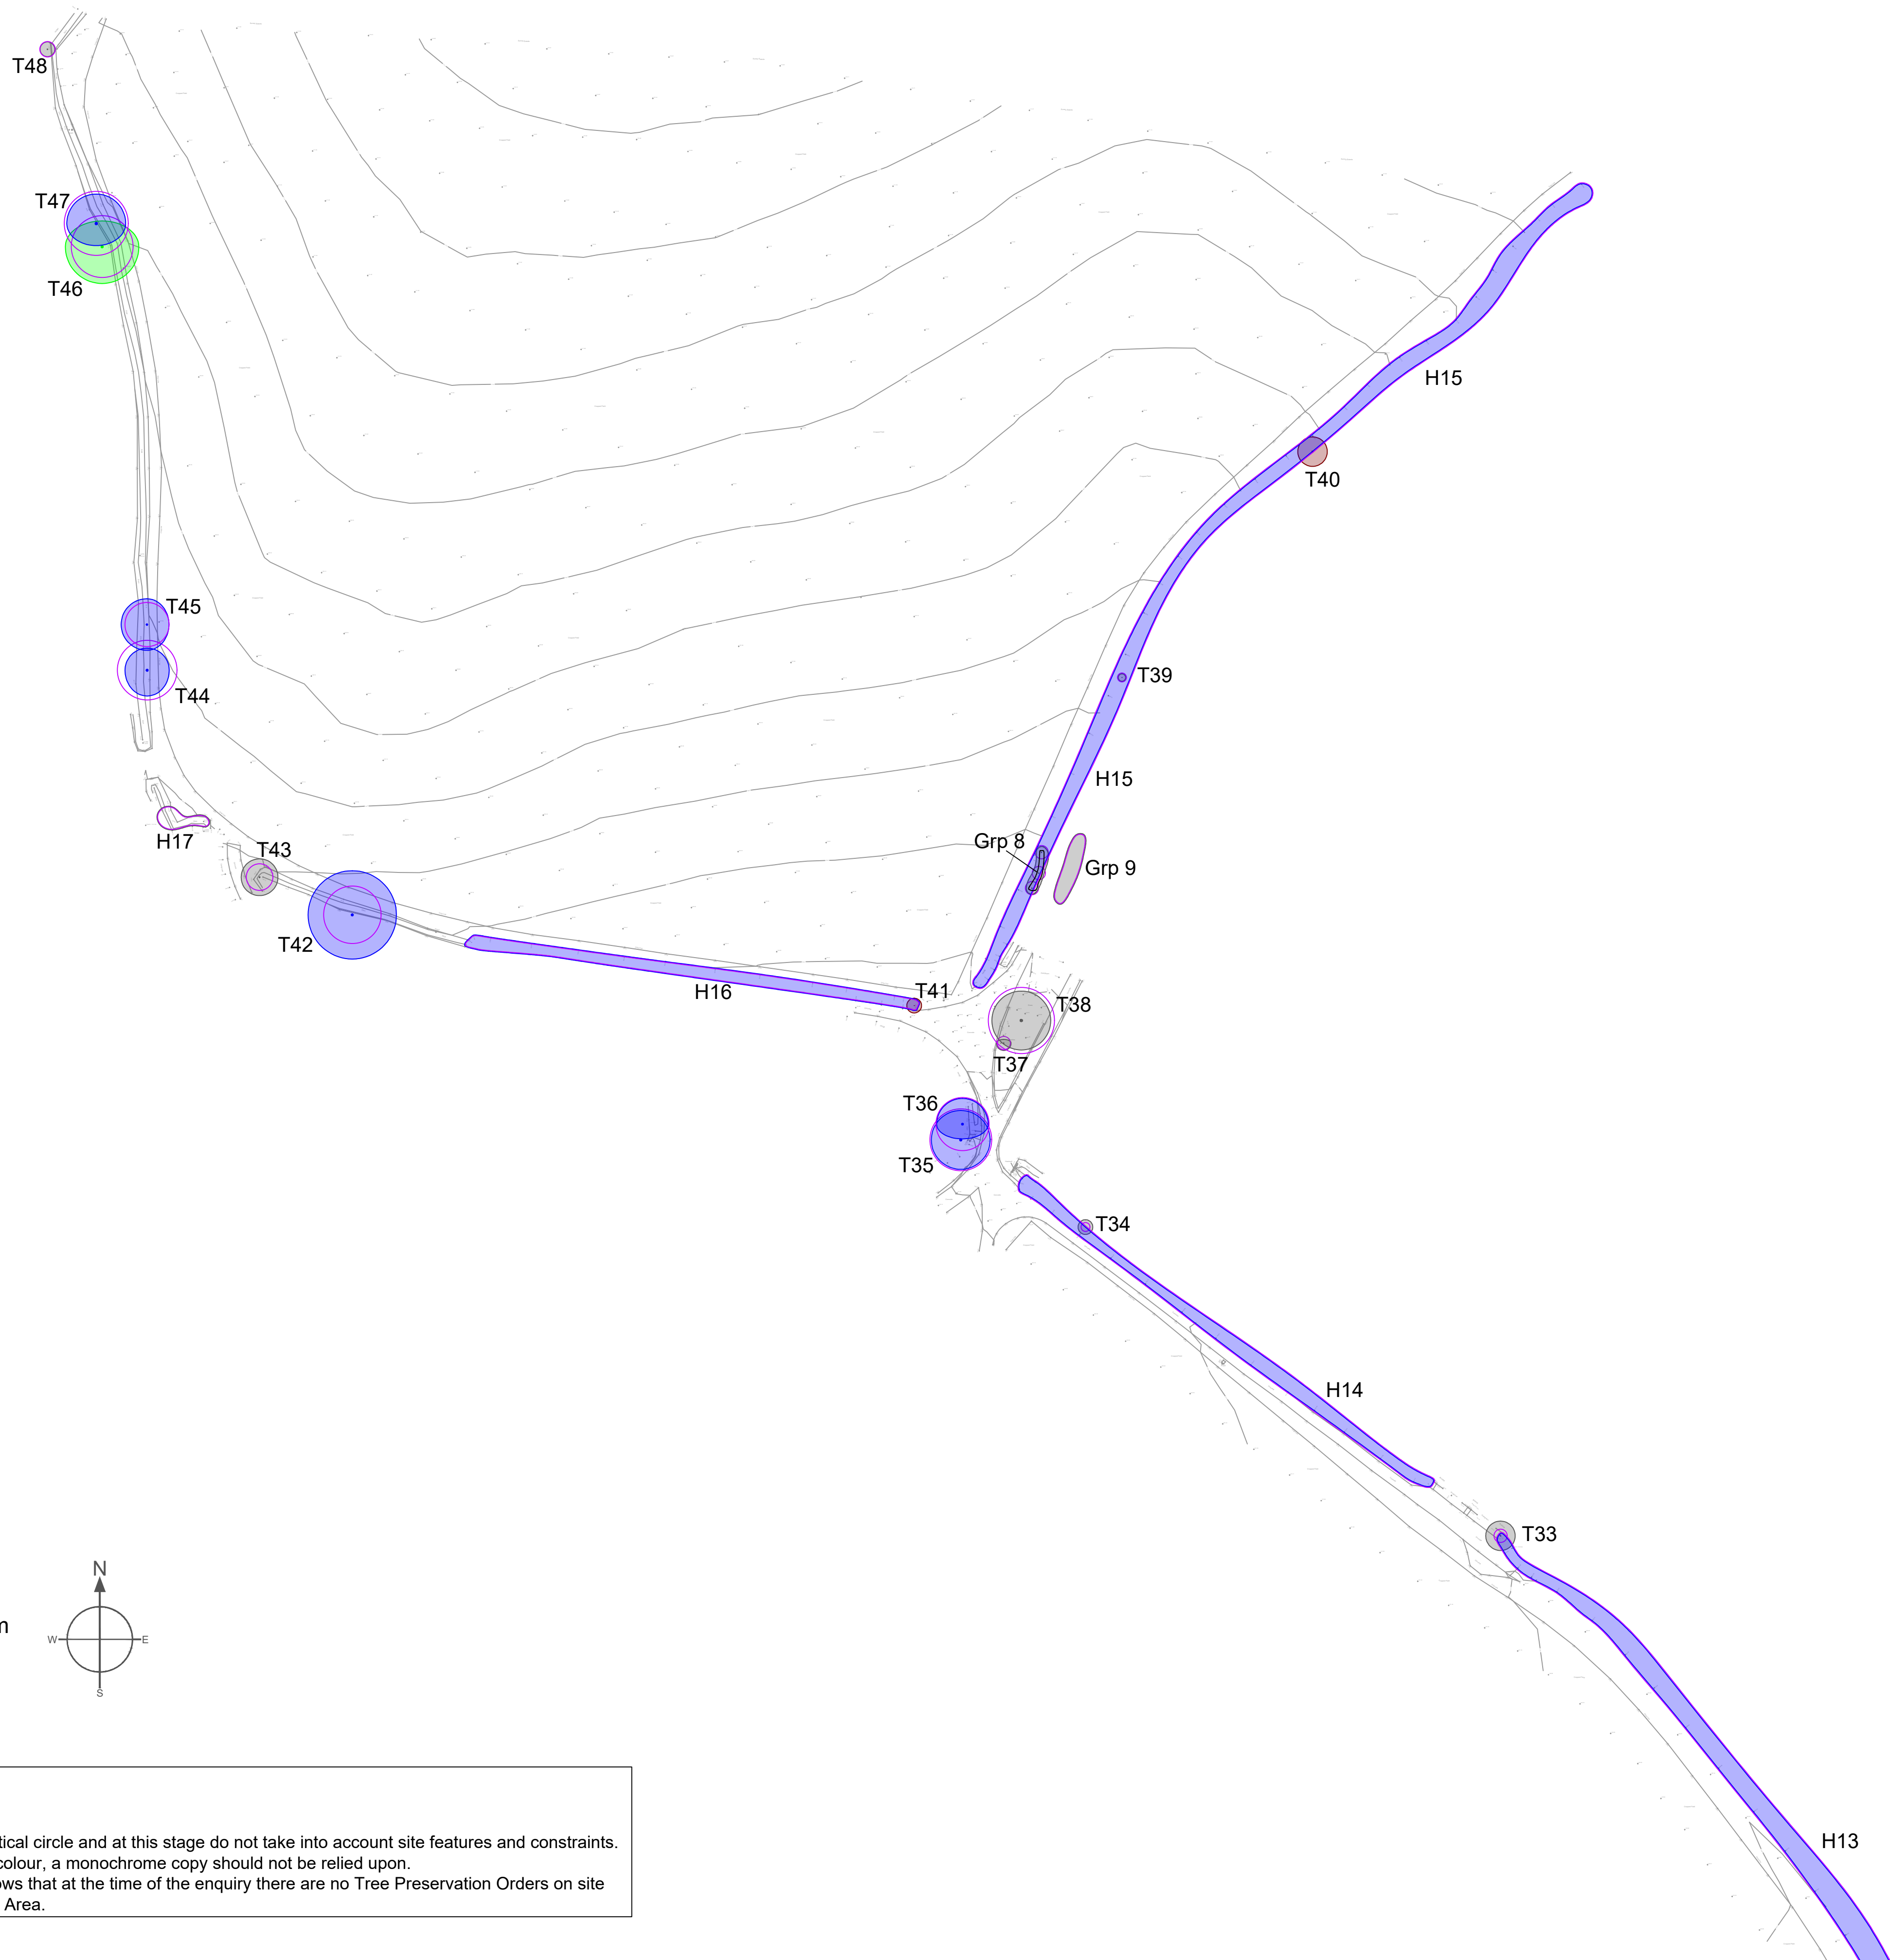 T48
T47
T46
H15
T40
T45
T39
T44
H15
Grp 8
H17
T43
Grp 9
T42
H16
T41
T38
T37
T36
T35
T34
H14
T33
N
W
E
S
H13
tical circle and at this stage do not take into account site features and constraints.
colour, a monochrome copy should not be relied upon.
ws that at the time of the enquiry there are no Tree Preservation Orders on site
Area.